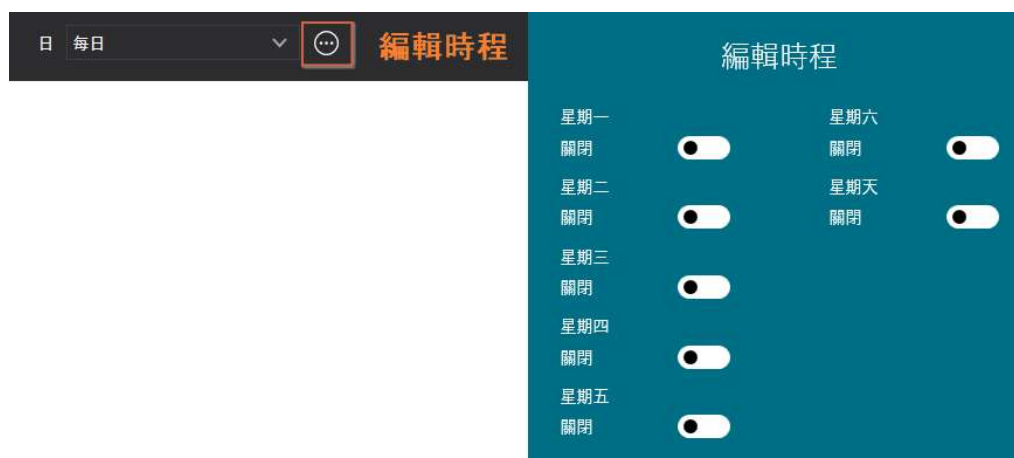 日 每日
編輯時程
編輯時程
星期一
關閉
星期二
關閉
星期三
關閉
星期四
關閉
星期五
關閉
星期六
關閉
星期天
關閉